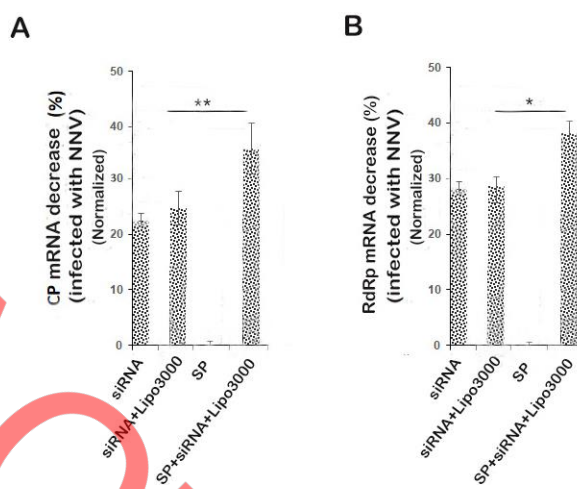 A
CP mRNA decrease (%)
(infected with NNV)
(Normalized)
50
40
30
20
10
0
**
siRNA
siRNA+Lipo3000
SP
SP+siRNA+Lipo3000
B
RdRp mRNA decrease (%)
(infected with NNV)
(Normalized)
50
40
30
20
10
0
*
siRNA
siRNA+Lipo3000
SP
SP+siRNA+Lipo3000